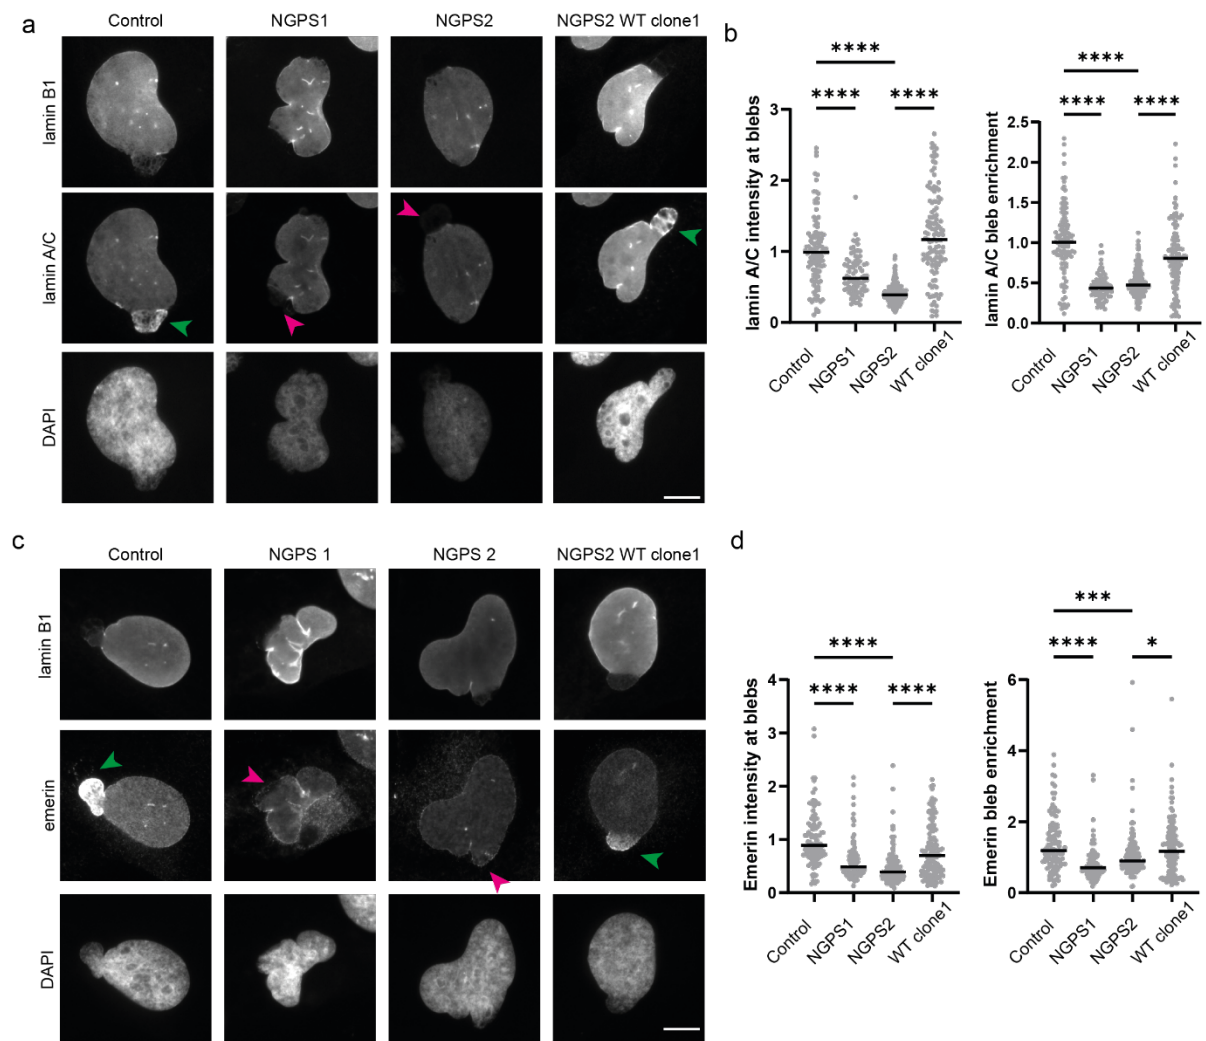 a
Control
NGPS1
NGPS2
NGPS2 WT clone1
lamin B1
lamin A/C
DAPI
b
lamin A/C intensity at blebs
3
2
1
0
****
****
****
Control
NGPS1
NGPS2
WT clone1
lamin A/C bleb enrichment
2.5
2.0
1.5
1.0
0.5
0.0
****
****
****
Control
NGPS1
NGPS2
WT clone1
c
Control
NGPS 1
NGPS 2
NGPS2 WT clone1
lamin B1
emerin
DAPI
d
Emerin intensity at blebs
4
3
2
1
0
****
****
****
Control
NGPS1
NGPS2
WT clone1
Emerin bleb enrichment
6
4
2
0
***
****
*
Control
NGPS1
NGPS2
WT clone1